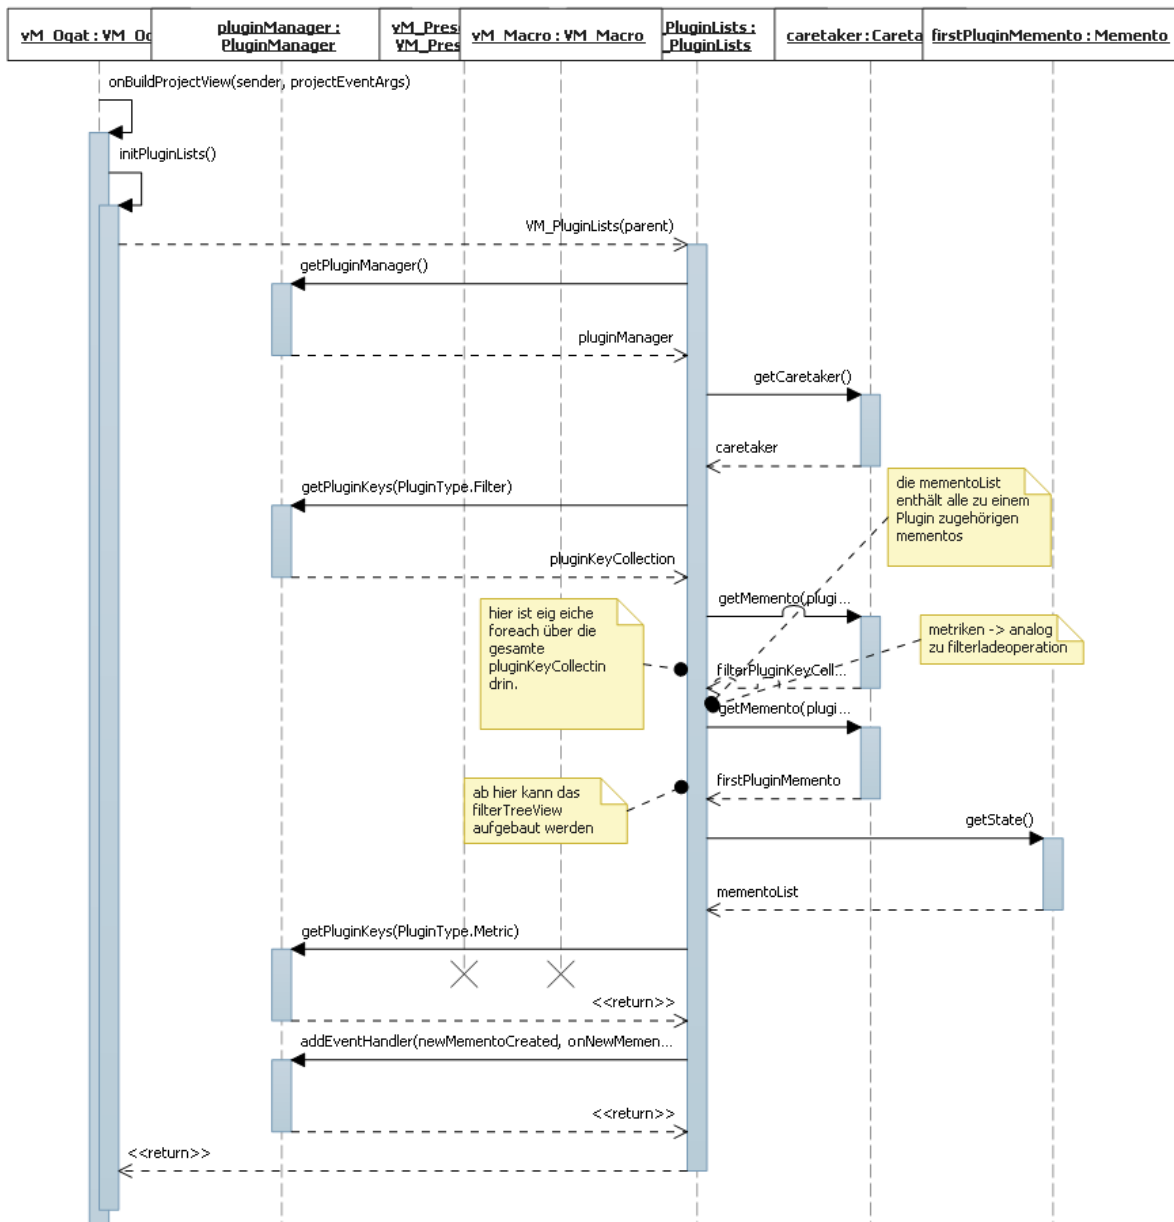 vM_Oqat : VM_Oq
pluginManager :
PluginManager
vM_Pres
VM_Pres
vM_Macro : VM_Macro
_PluginLists :
_PluginLists
caretaker : Careta
firstPluginMemento : Memento
onBuildProjectView(sender, projectEventArgs)
initPluginLists()
VM_PluginLists(parent)
getPluginManager()
pluginManager
getCaretaker()
caretaker
die mementoList
enthält alle zu einem
Plugin zugehörigen
mementos
getPluginKeys(PluginType.Filter)
pluginKeyCollection
hier ist eig eiche
foreach über die
gesamte
pluginKeyCollectin
drin.
getMemento(plugi...
metriken -> analog
zu filterladeoperation
filterPluginKeyColl...
getMemento(plugi...
firstPluginMemento
ab hier kann das
filterTreeView
aufgebaut werden
getState()
mementoList
getPluginKeys(PluginType.Metric)
<<return>>
addEventHandler(newMementoCreated, onNewMemen...
<<return>>
<<return>>